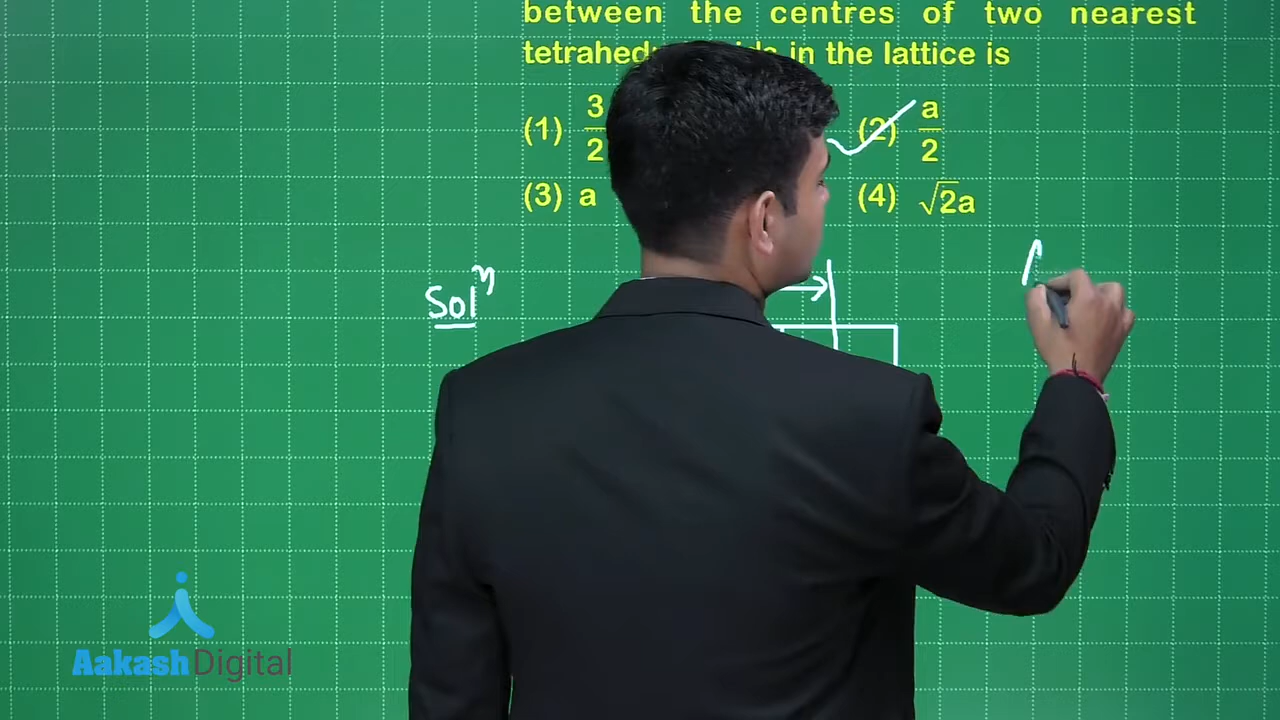 between the centres of two nearest
in the lattice is
(1) 3/2 (2) a/2
(3) a (4) √2a
Solⁿ
Aakash Digital